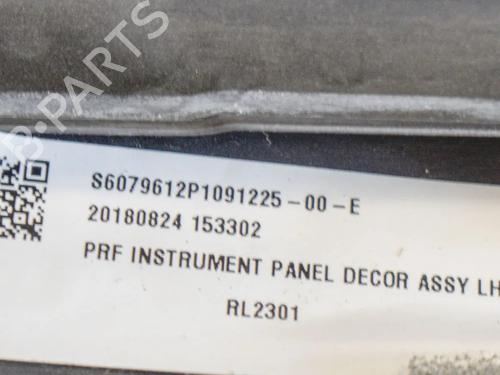 B-PARTS
S6079612P1091225-00-E
20180824 153302
PRF INSTRUMENT PANEL DECOR ASSY LH
RL2301